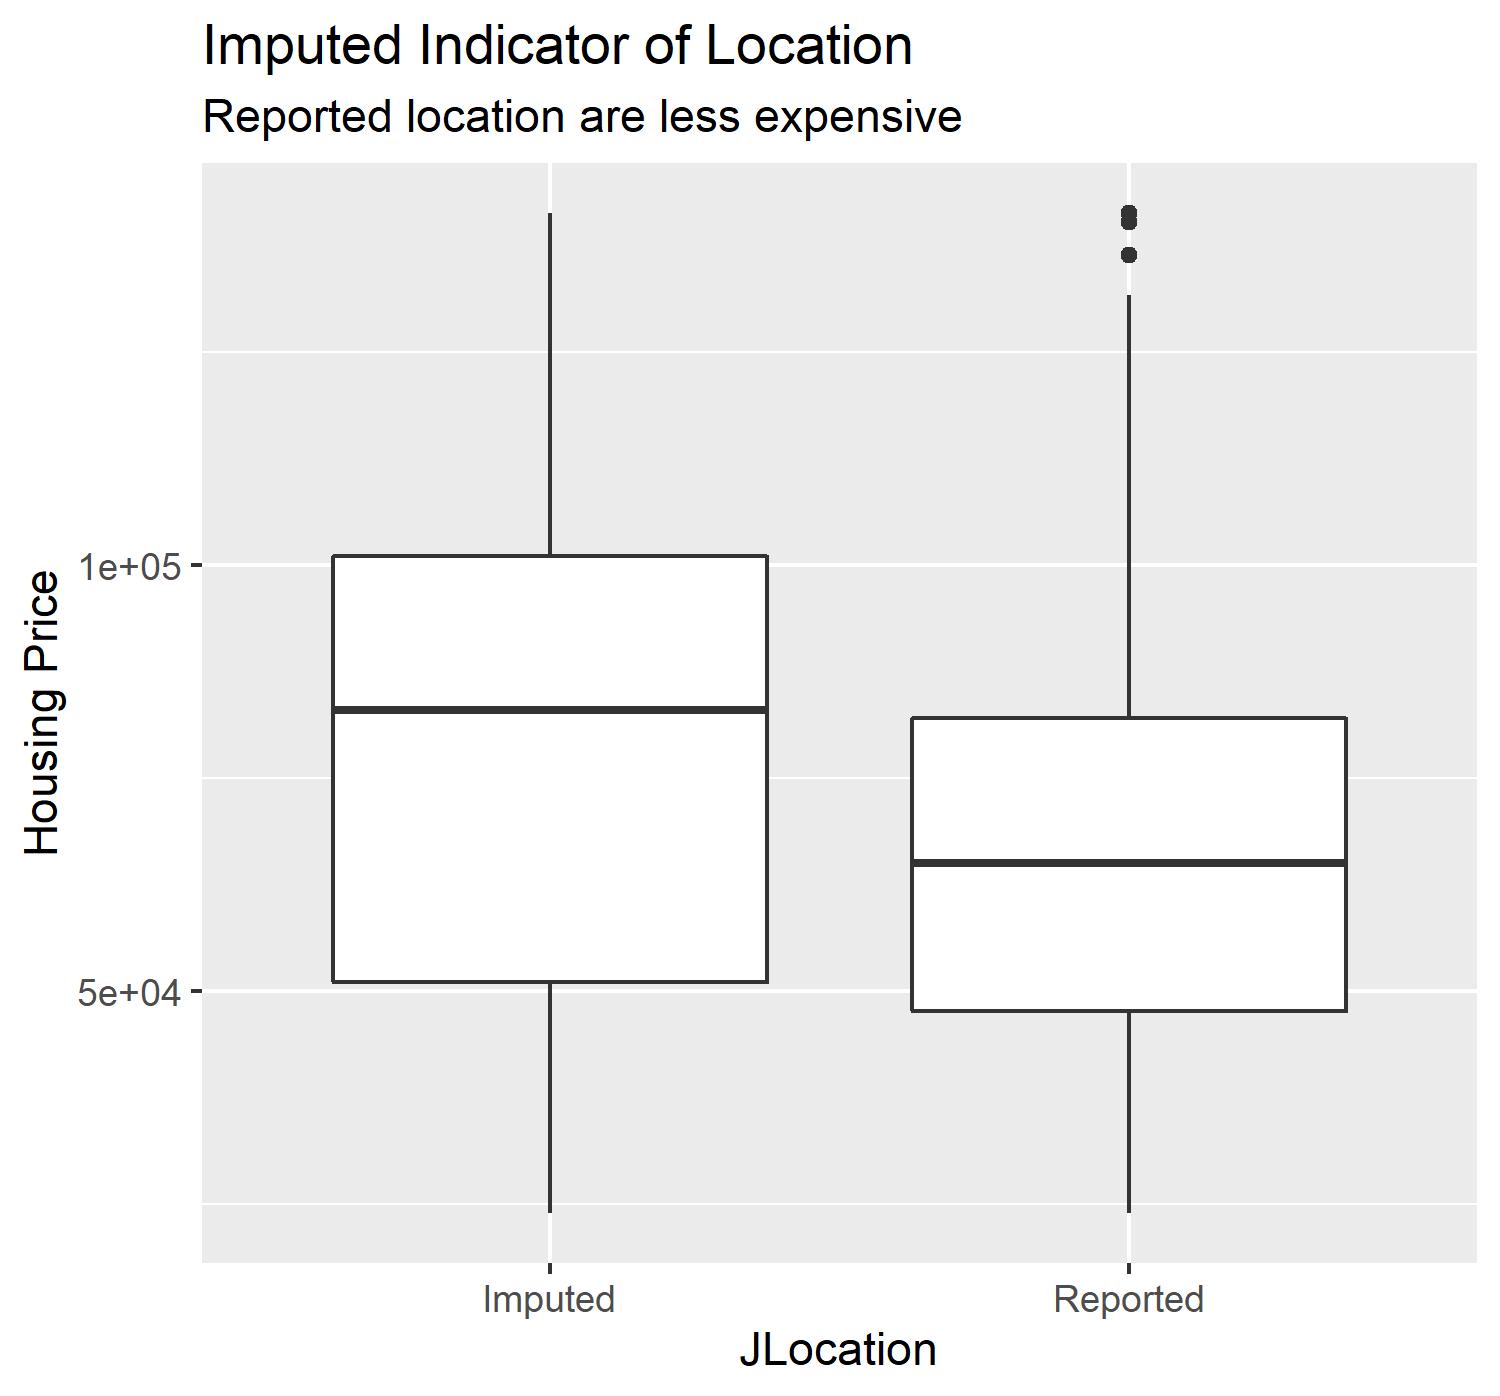 Imputed Indicator of Location
Reported location are less expensive
Housing Price
1e+05
5e+04
Imputed
Reported
JLocation